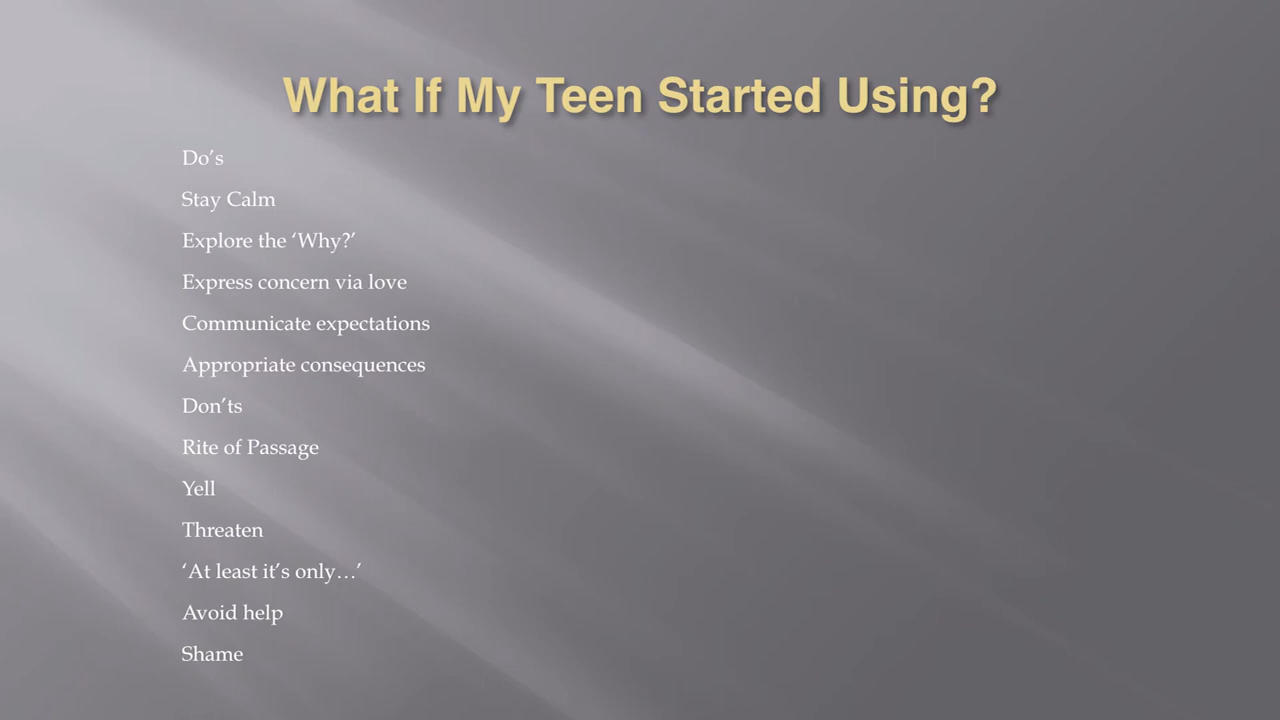 What If My Teen Started Using?
Do’s
Stay Calm
Explore the ‘Why?’
Express concern via love
Communicate expectations
Appropriate consequences
Don’ts
Rite of Passage
Yell
Threaten
‘At least it’s only…’
Avoid help
Shame